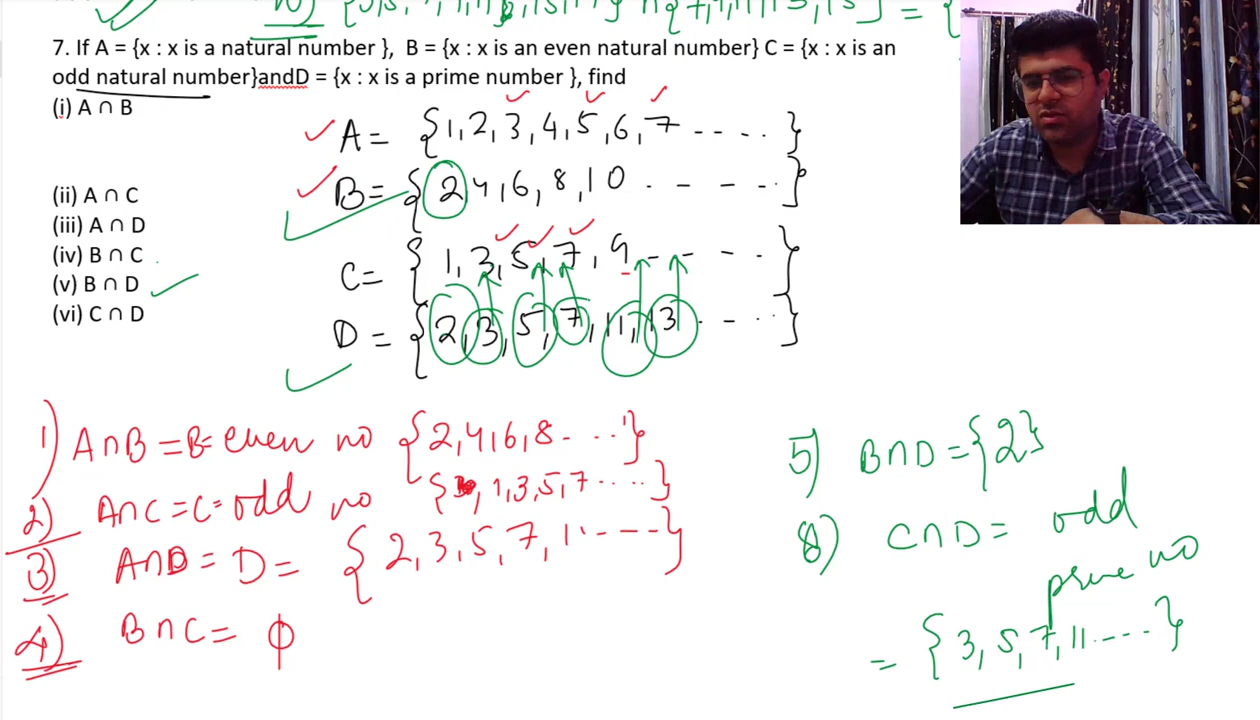 7. If A = {x : x is a natural number }, B = {x : x is an even natural number} C = {x : x is an
odd natural number}andD = {x : x is a prime number }, find
(i) A ∩ B
(ii) A ∩ C
(iii) A ∩ D
(iv) B ∩ C
(v) B ∩ D
(vi) C ∩ D
A = {1, 2, 3, 4, 5, 6, 7 - - - - }
B = {2 4, 6, 8, 10 - - - - }
C = {1, 3, 5, 7, 9 - - - - }
D = {2, 3, 5, 7, 11, 13 - - - }
1) A∩B = B = even no {2, 4, 6, 8 - - - }
2) A∩C = C = odd no { , 1, 3, 5, 7 - - - - }
3) A∩D = D = {2, 3, 5, 7, 11 - - - - }
4) B∩C = φ
5) B∩D = {2}
8) C∩D = odd
prime no
= {3, 5, 7, 11 - - - - }